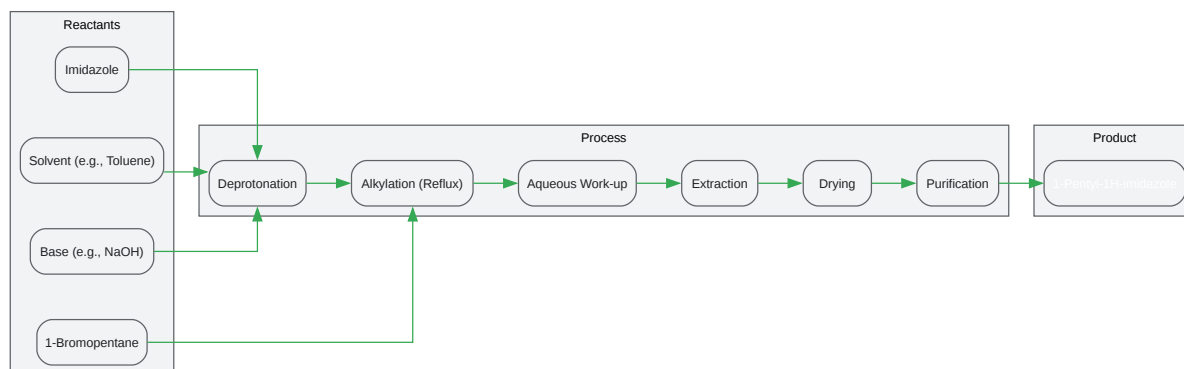 Reactants
Imidazole
Solvent (e.g., Toluene)
Base (e.g., NaOH)
1-Bromopentane
Process
Deprotonation
Alkylation (Reflux)
Aqueous Work-up
Extraction
Drying
Purification
Product
1-Pentyl-1H-imidazole